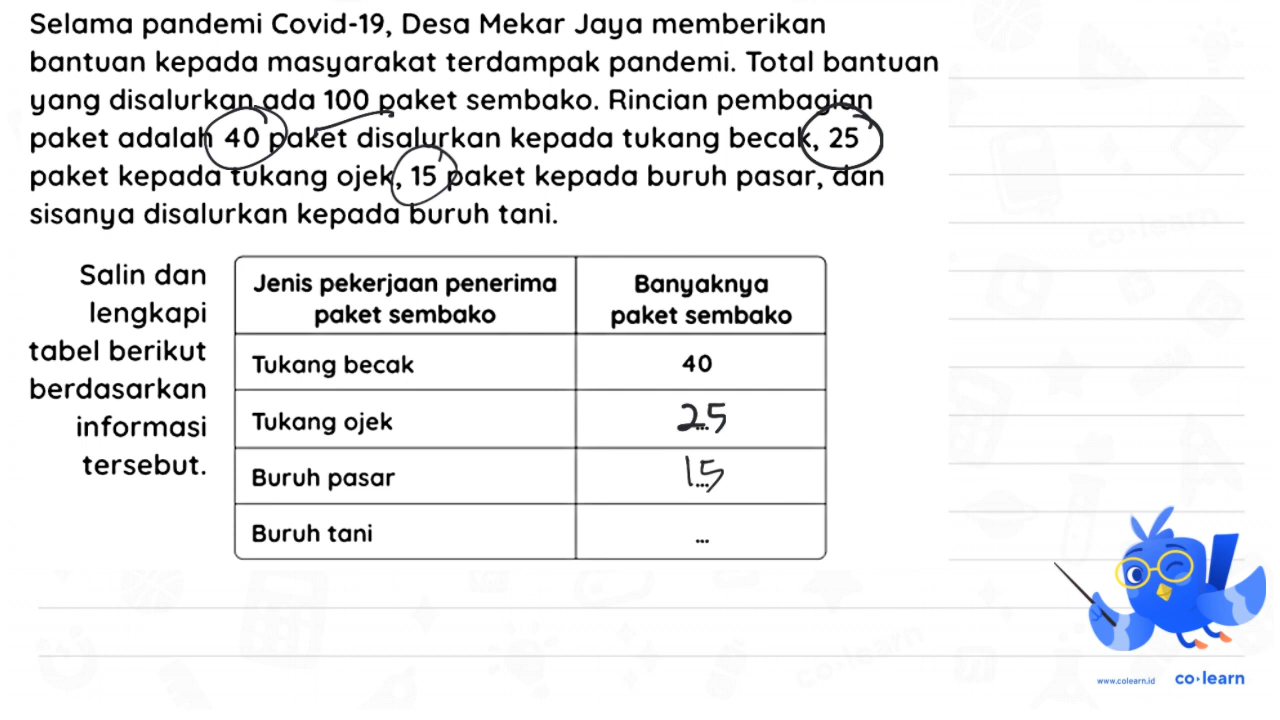 Selama pandemi Covid-19, Desa Mekar Jaya memberikan
bantuan kepada masyarakat terdampak pandemi. Total bantuan
yang disalurkan ada 100 paket sembako. Rincian pembagian
paket adalah 40 paket disalurkan kepada tukang becak, 25
paket kepada tukang ojek, 15 paket kepada buruh pasar, dan
sisanya disalurkan kepada buruh tani.
Salin dan
lengkapi
tabel berikut
berdasarkan
informasi
tersebut.
Jenis pekerjaan penerima
paket sembako
Banyaknya
paket sembako
Tukang becak 40
Tukang ojek ... 25
Buruh pasar ... 15
Buruh tani ...
www.colearn.id co·learn
co·learn
co·learn